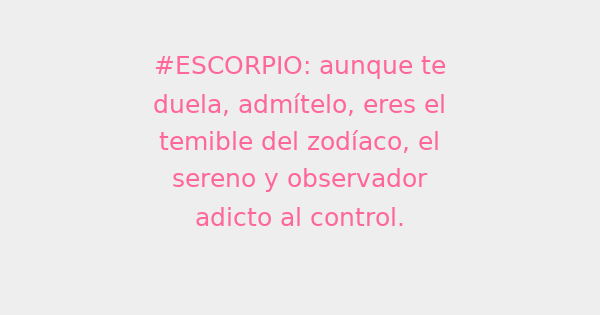 #ESCORPIO: aunque te
duela, admítelo, eres el
temible del zodíaco, el
sereno y observador
adicto al control.